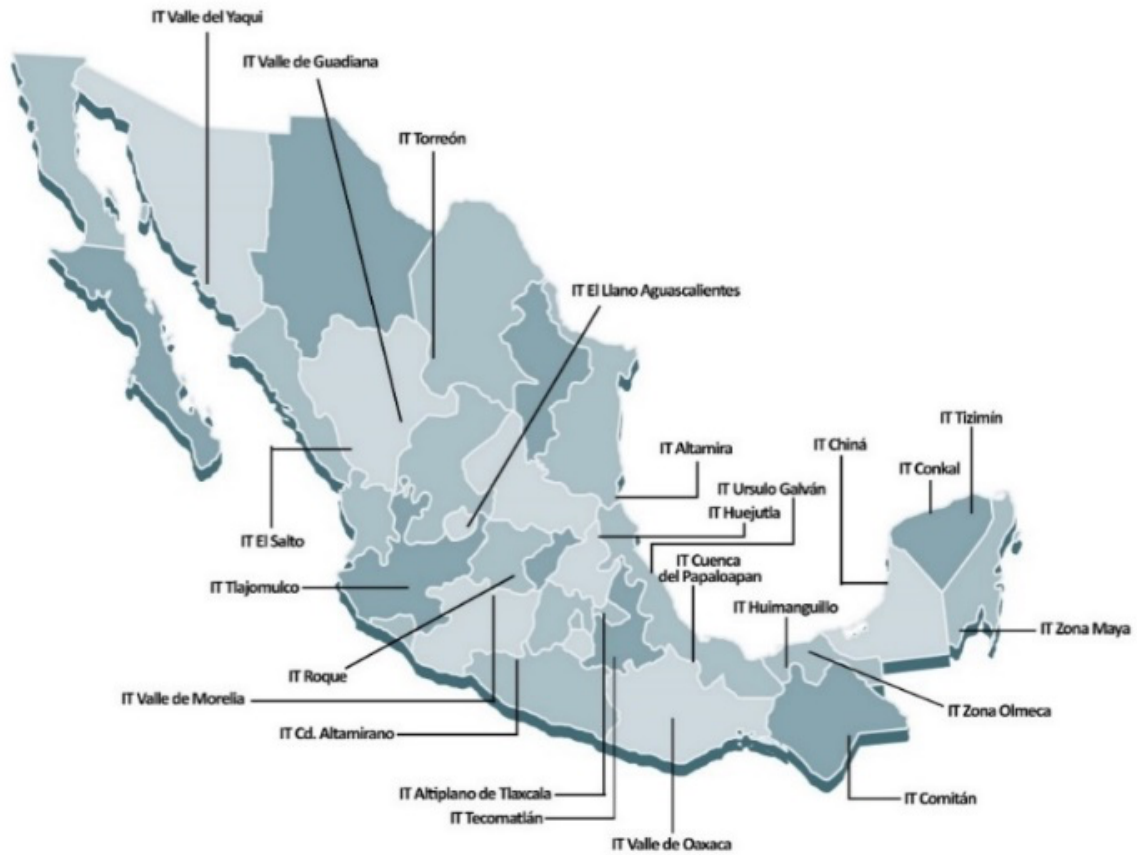 IT Valle del Yaqui
IT Valle de Guadiana
IT Torreón
IT El Llano Aguascalientes
IT Tizimín
IT Chiná
IT Altamira
IT Conkal
IT Ursulo Galván
IT Huejutla
IT El Salto
IT Cuenca
del Papaloapan
IT Tlajomulco
IT Huimanguillo
IT Zona Maya
IT Roque
IT Valle de Morelia
IT Zona Olmeca
IT Cd. Altamirano
IT Altiplano de Tlaxcala
IT Comitán
IT Tecomatlán
IT Valle de Oaxaca